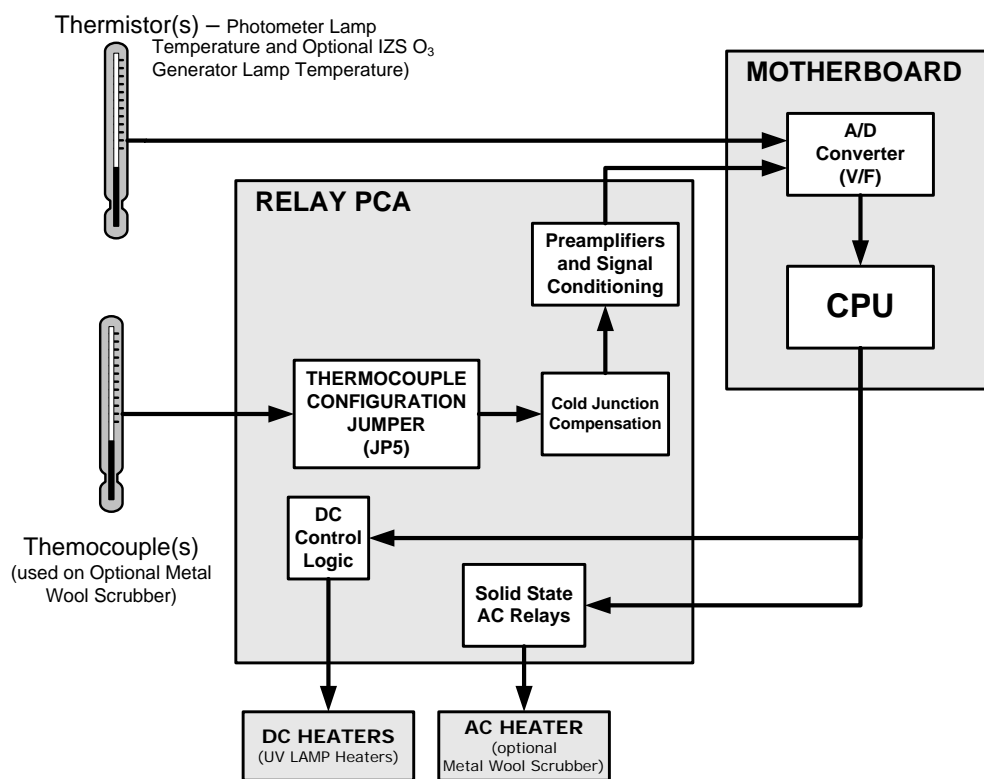 Thermistor(s) – Photometer Lamp
Temperature and Optional IZS O₃
Generator Lamp Temperature)
MOTHERBOARD
A/D
Converter
(V/F)
RELAY PCA
Preamplifiers
and Signal
Conditioning
CPU
THERMOCOUPLE
CONFIGURATION
JUMPER
(JP5)
Cold Junction
Compensation
DC
Control
Logic
Themocouple(s)
(used on Optional Metal
Wool Scrubber)
Solid State
AC Relays
DC HEATERS
(UV LAMP Heaters)
AC HEATER
(optional
Metal Wool Scrubber)